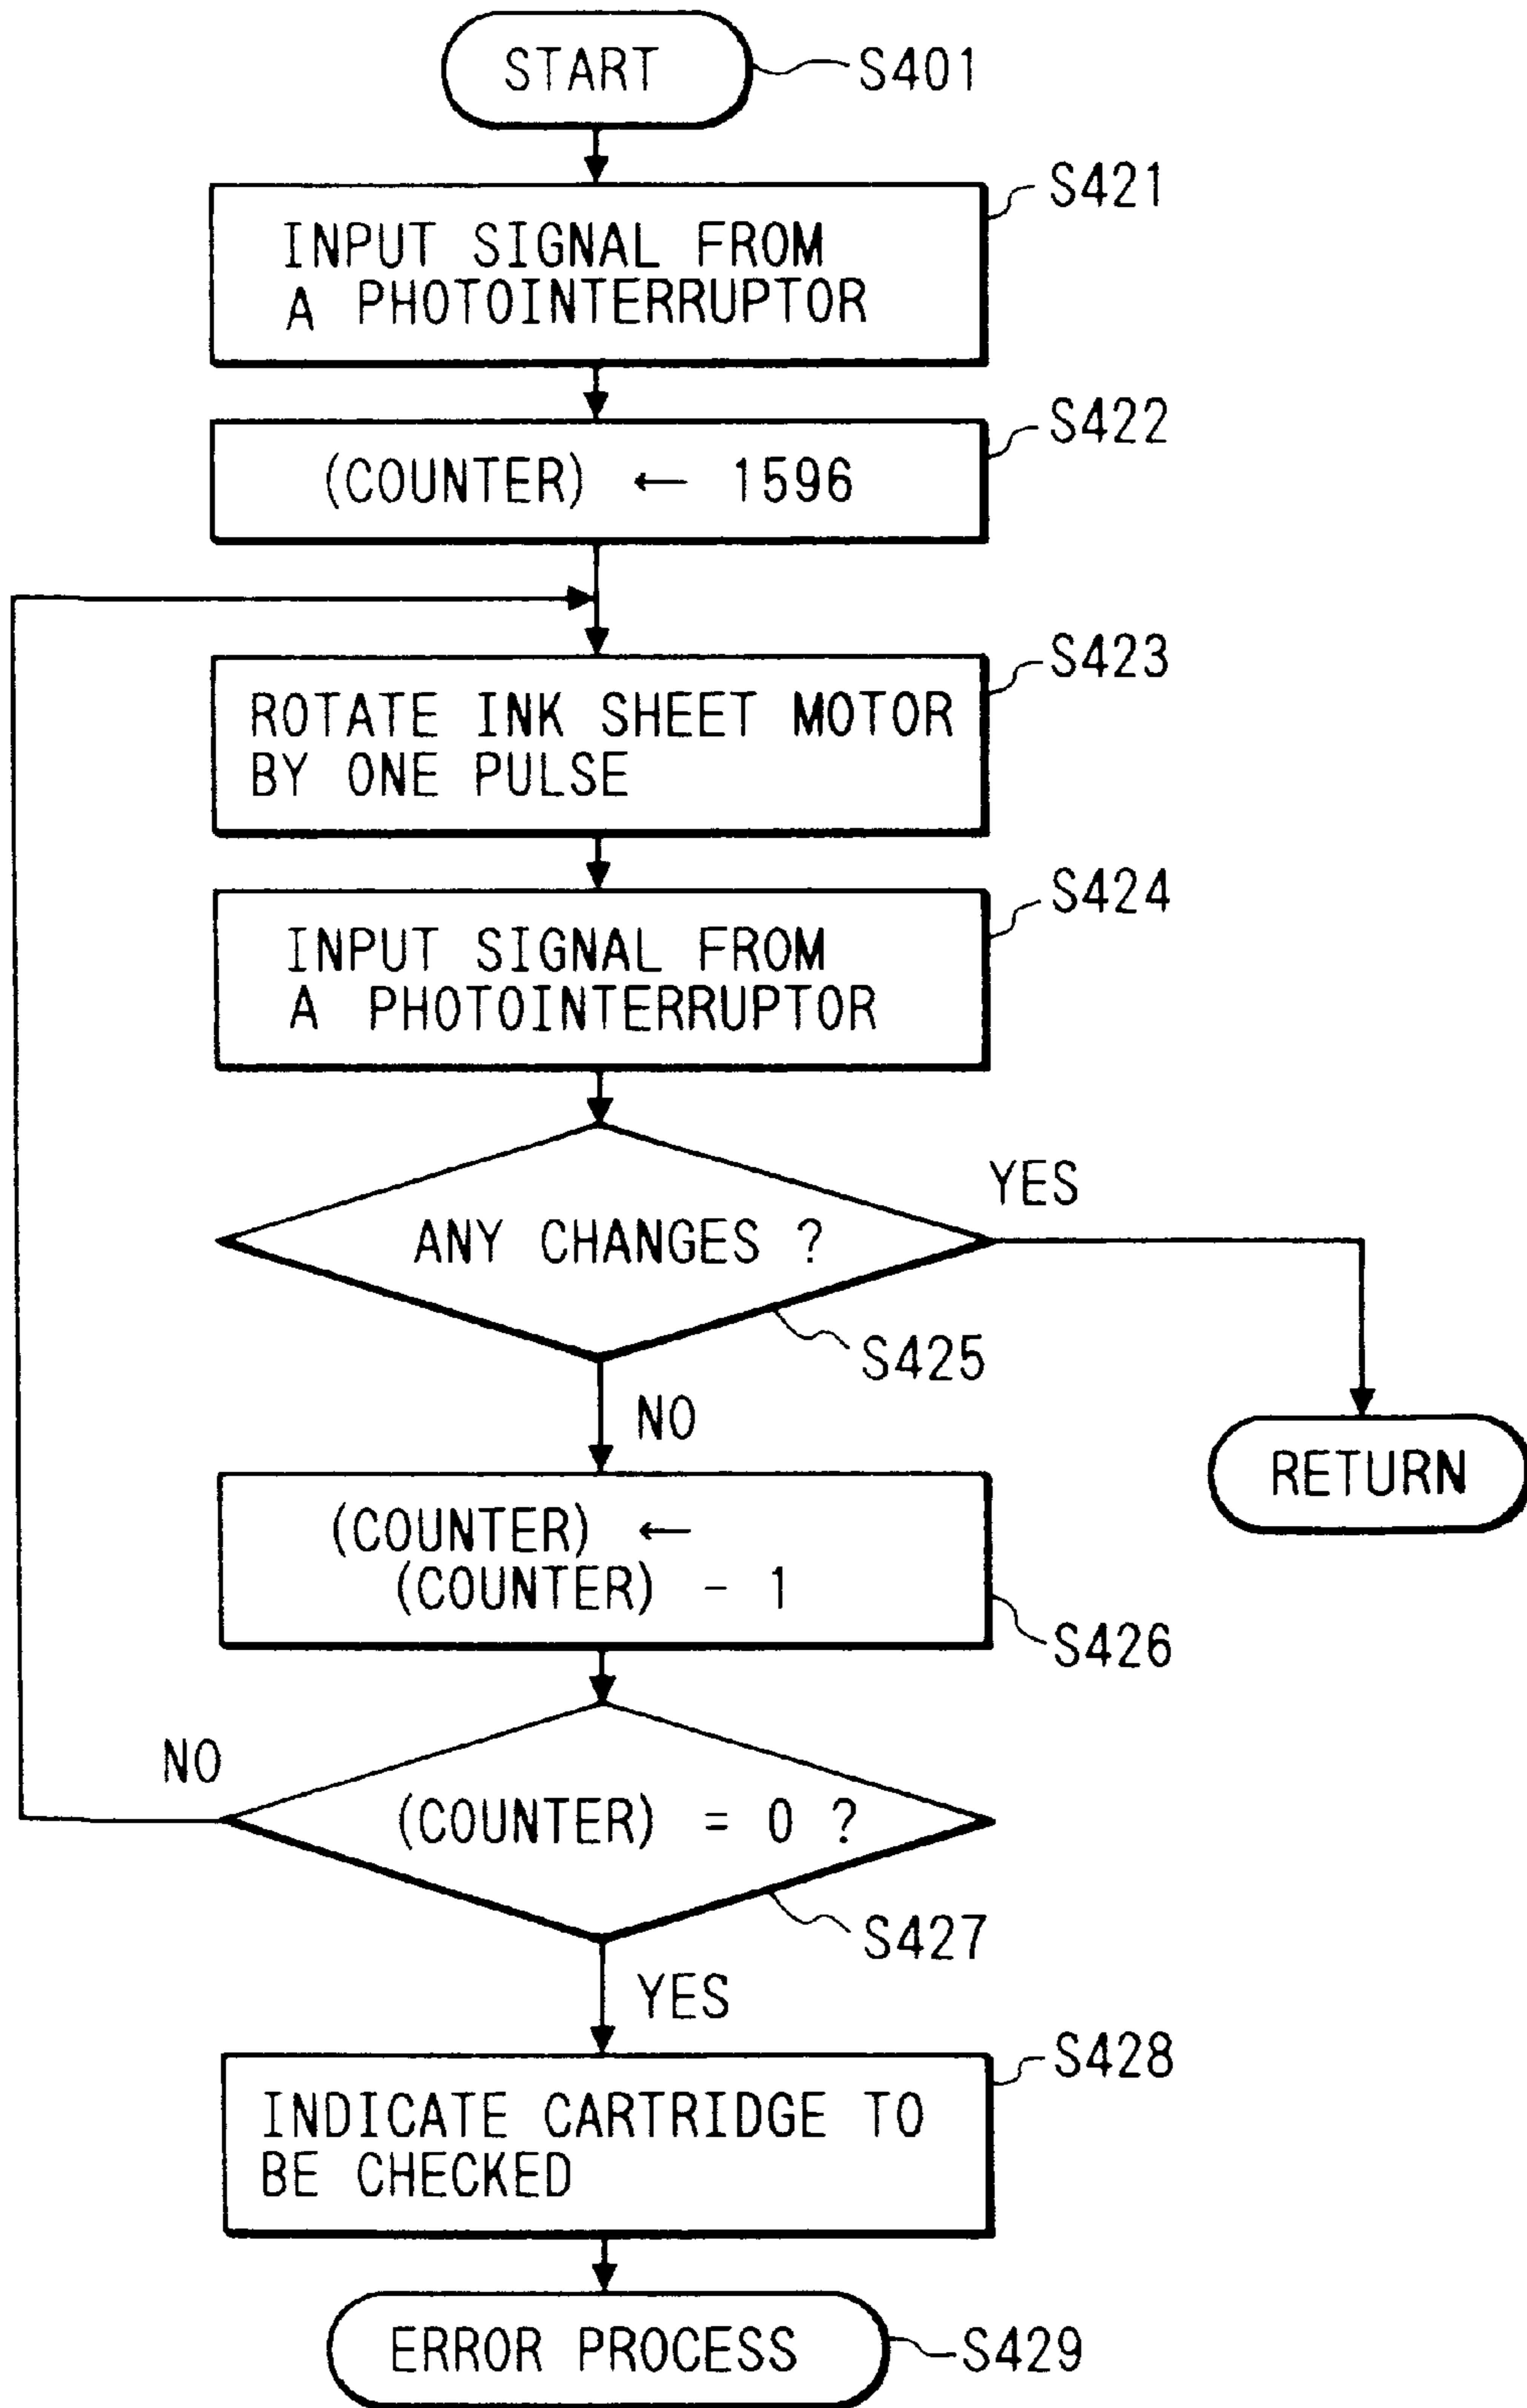 START
S401
INPUT SIGNAL FROM
A PHOTOINTERRUPTOR
S421
(COUNTER) ← 1596
S422
ROTATE INK SHEET MOTOR
BY ONE PULSE
S423
INPUT SIGNAL FROM
A PHOTOINTERRUPTOR
S424
ANY CHANGES ?
YES
S425
NO
RETURN
(COUNTER) ←
(COUNTER) - 1
S426
NO
(COUNTER) = 0 ?
S427
YES
INDICATE CARTRIDGE TO
BE CHECKED
S428
ERROR PROCESS
S429